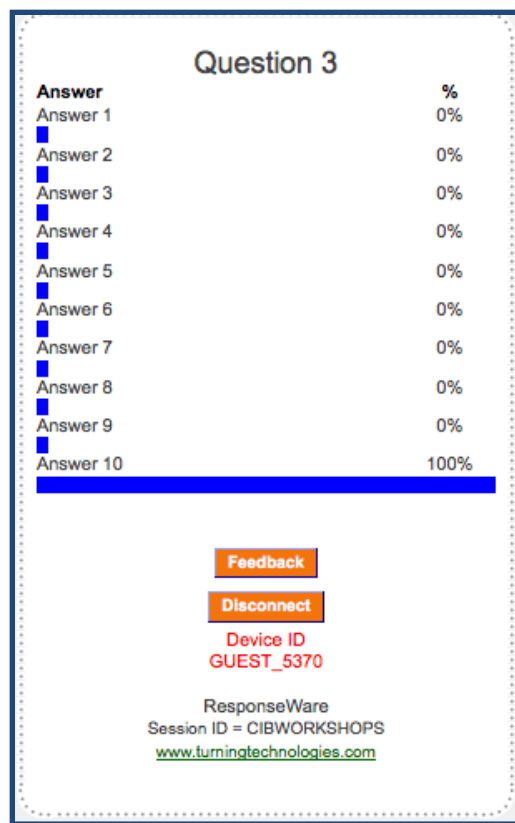 Question 3
Answer %
Answer 1 0%
Answer 2 0%
Answer 3 0%
Answer 4 0%
Answer 5 0%
Answer 6 0%
Answer 7 0%
Answer 8 0%
Answer 9 0%
Answer 10 100%
Feedback
Disconnect
Device ID
GUEST_5370
ResponseWare
Session ID = CIBWORKSHOPS
www.turningtechnologies.com